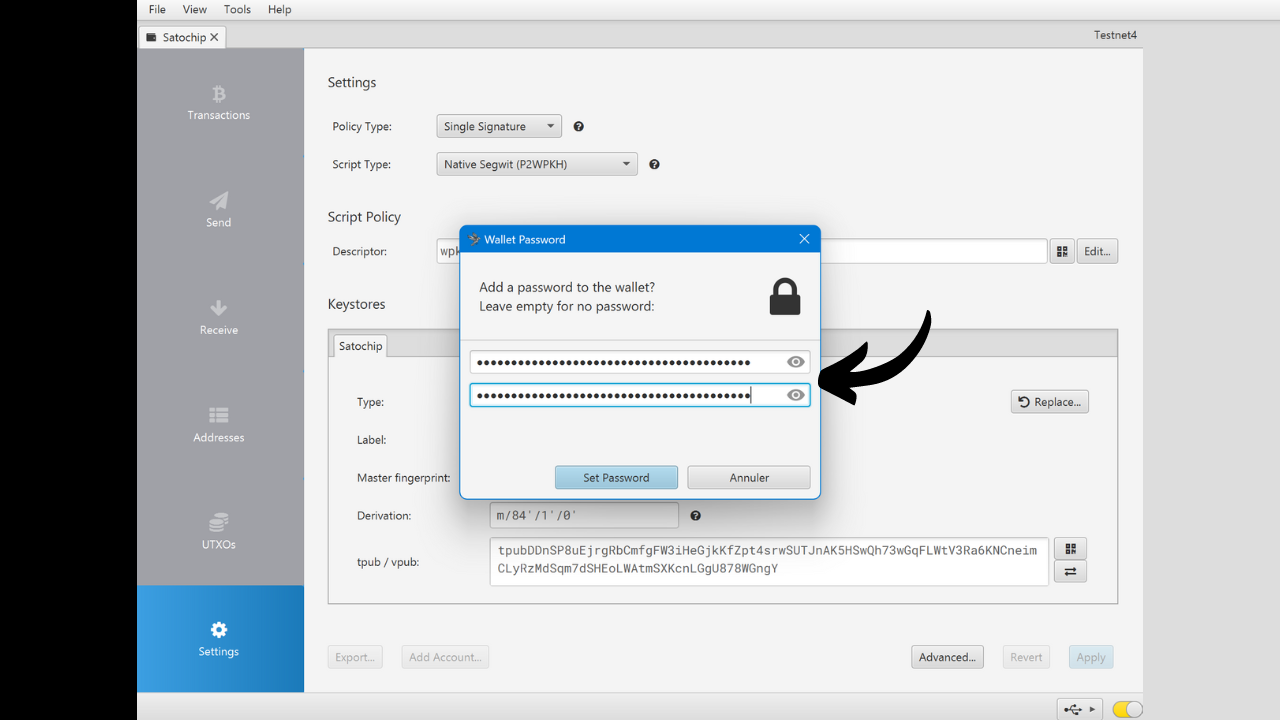 File View Tools Help
Satochip
Testnet4
Transactions
Send
Receive
Addresses
UTXOs
Settings
Settings
Policy Type: Single Signature
Script Type: Native Segwit (P2WPKH)
Script Policy
Descriptor: wpk
Edit...
Keystores
Satochip
Type:
Replace...
Label:
Master fingerprint:
Derivation: m/84'/1'/0'
tpub / vpub:
tpubDDnSP8uEjrgRbCmfgFW3iHeGjkKfZpt4srwSUTJnAK5HSwQh73wGqFLWtV3Ra6KNCneim
CLyRzMdSqm7dSHEoLWAtmSXKcnLGgU878WGngY
Export... Add Account... Advanced... Revert Apply
Wallet Password
Add a password to the wallet?
Leave empty for no password:
Set Password Annuler